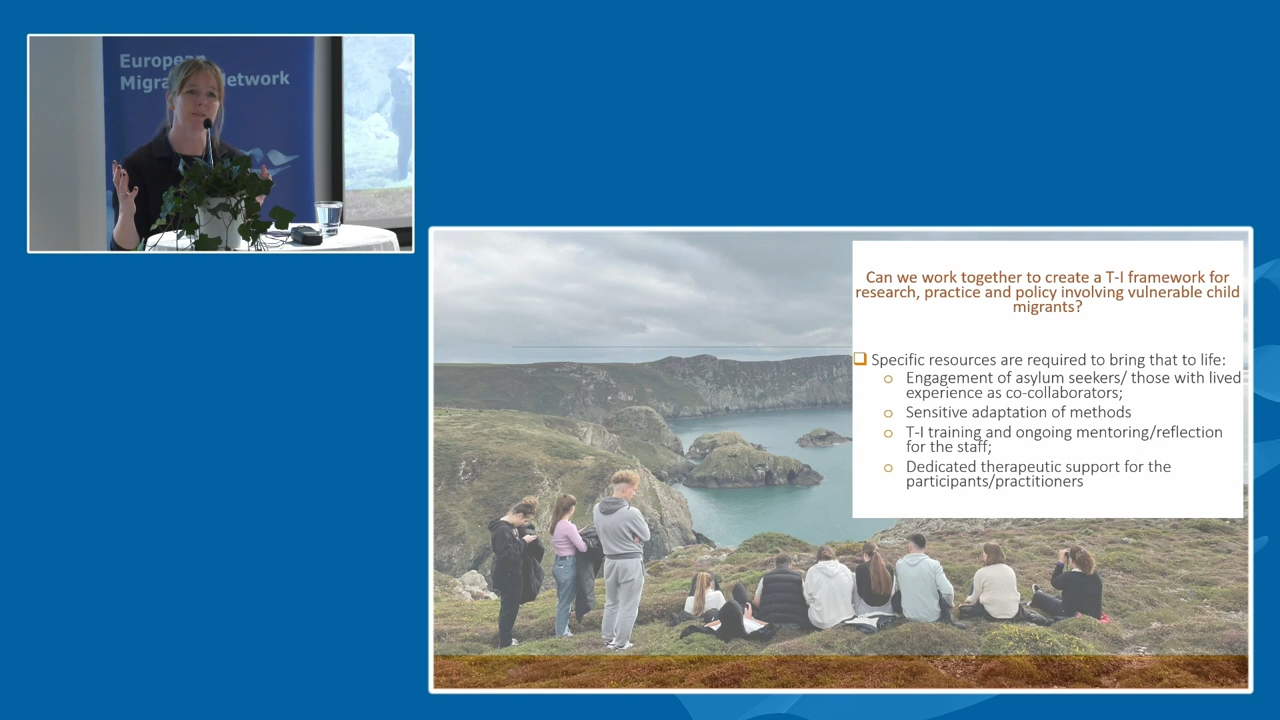 European
Migra etwork
Can we work together to create a T-I framework for
research, practice and policy involving vulnerable child
migrants?
Specific resources are required to bring that to life:
Engagement of asylum seekers/ those with lived
experience as co-collaborators;
Sensitive adaptation of methods
T-I training and ongoing mentoring/reflection
for the staff;
Dedicated therapeutic support for the
participants/practitioners